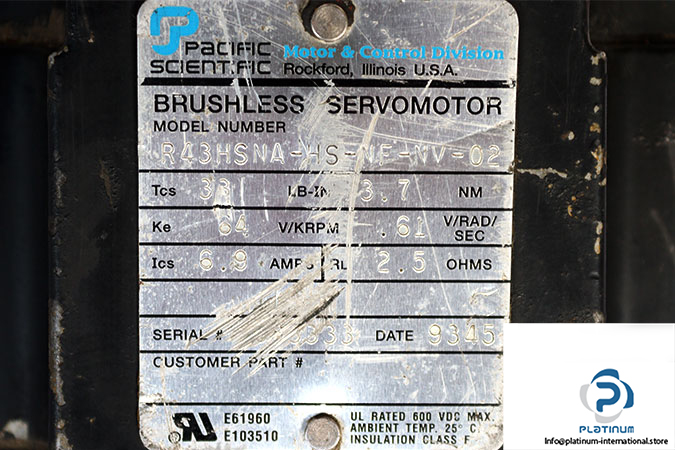 PACIFIC SCIENTIFIC Motor & Control Division
Rockford, Illinois U.S.A.
BRUSHLESS SERVOMOTOR
MODEL NUMBER
R43HSNA-HS-NF-NV-02
Tcs 33 LB-IN 3.7 NM
Ke 64 V/KRPM .61 V/RAD/SEC
Ics 6.9 AMPS RL 2.5 OHMS
SERIAL # DATE 9345
CUSTOMER PART #
E61960
E103510
UL RATED 600 VDC MAX.
AMBIENT TEMP. 25° C
INSULATION CLASS F
PLATINUM
Info@platinum-international.store